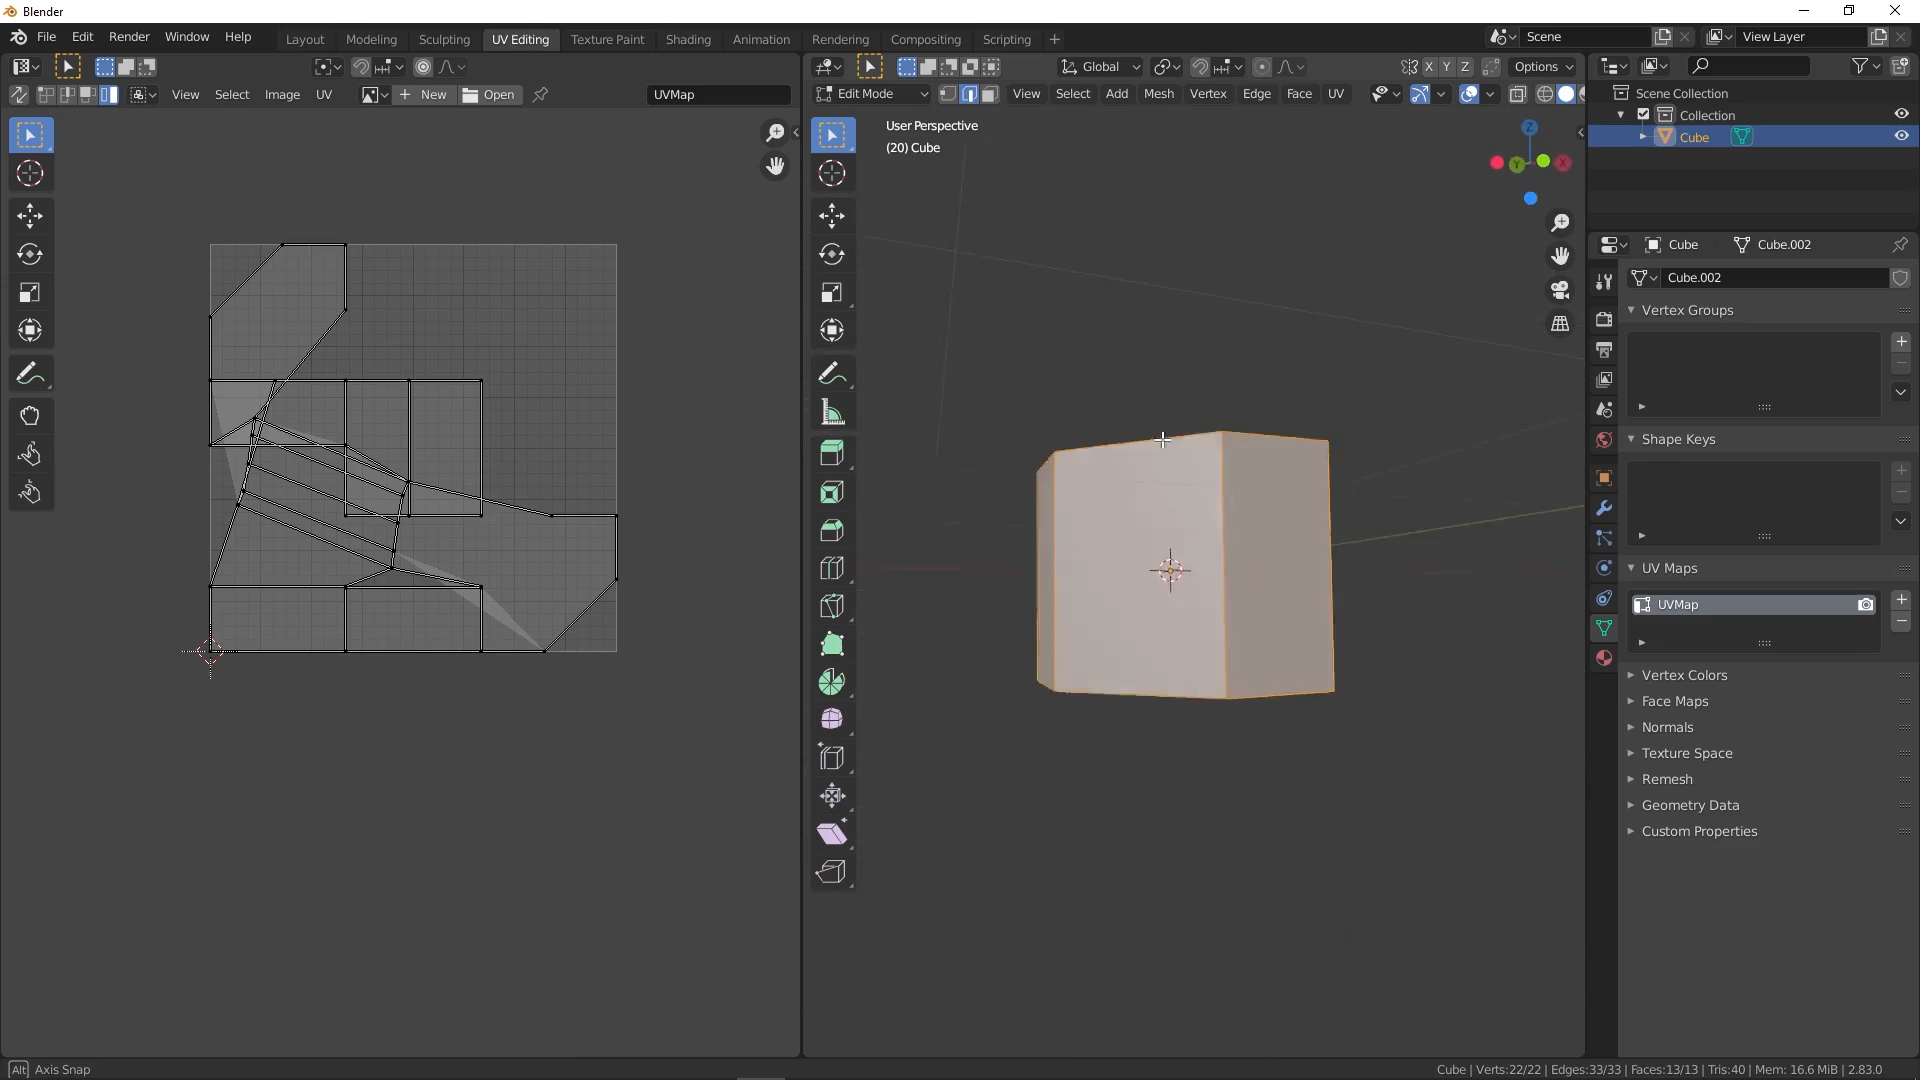 Blender
File Edit Render Window Help Layout Modeling Sculpting UV Editing Texture Paint Shading Animation Rendering Compositing Scripting + Scene View Layer
Global X Y Z Options
View Select Image UV New Open UVMap
Edit Mode View Select Add Mesh Vertex Edge Face UV
Scene Collection
Collection
Cube
User Perspective
(20) Cube
Z
Y X
Cube Cube.002
Cube.002
Vertex Groups
Shape Keys
UV Maps
UVMap
Vertex Colors
Face Maps
Normals
Texture Space
Remesh
Geometry Data
Custom Properties
Alt Axis Snap
Cube | Verts:22/22 | Edges:33/33 | Faces:13/13 | Tris:40 | Mem: 16.6 MiB | 2.83.0